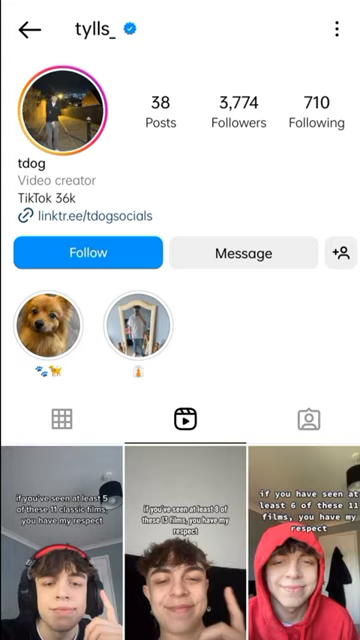 tylls_
38
3,774
710
Posts
Followers
Following
tdog
Video creator
TikTok 36k
linktr.ee/tdogsocials
Follow
Message
if you've seen at least 5
of these 11 classic films,
you have my respect
if you've seen at least 8 of
these 13 films, you have my
respect
if you have seen at
least 6 of these 11
films, you have my
respect